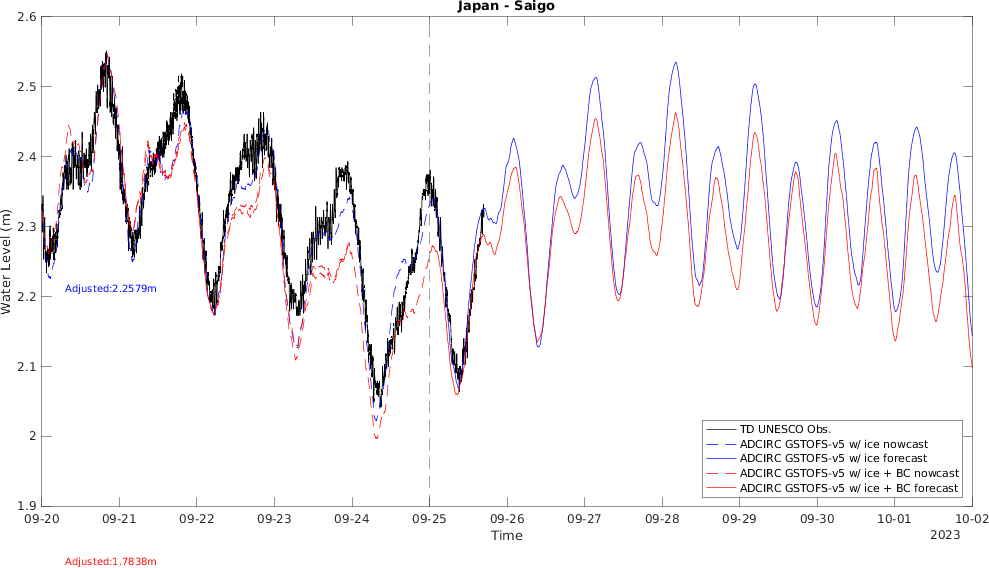 Japan - Saigo
Water Level (m)
2.6
2.5
2.4
2.3
2.2
2.1
2
1.9
Adjusted:2.2579m
TD UNESCO Obs.
ADCIRC GSTOFS-v5 w/ ice nowcast
ADCIRC GSTOFS-v5 w/ ice forecast
ADCIRC GSTOFS-v5 w/ ice + BC nowcast
ADCIRC GSTOFS-v5 w/ ice + BC forecast
09-20 09-21 09-22 09-23 09-24 09-25 09-26 09-27 09-28 09-29 09-30 10-01 10-02
Time
2023
Adjusted:1.7838m